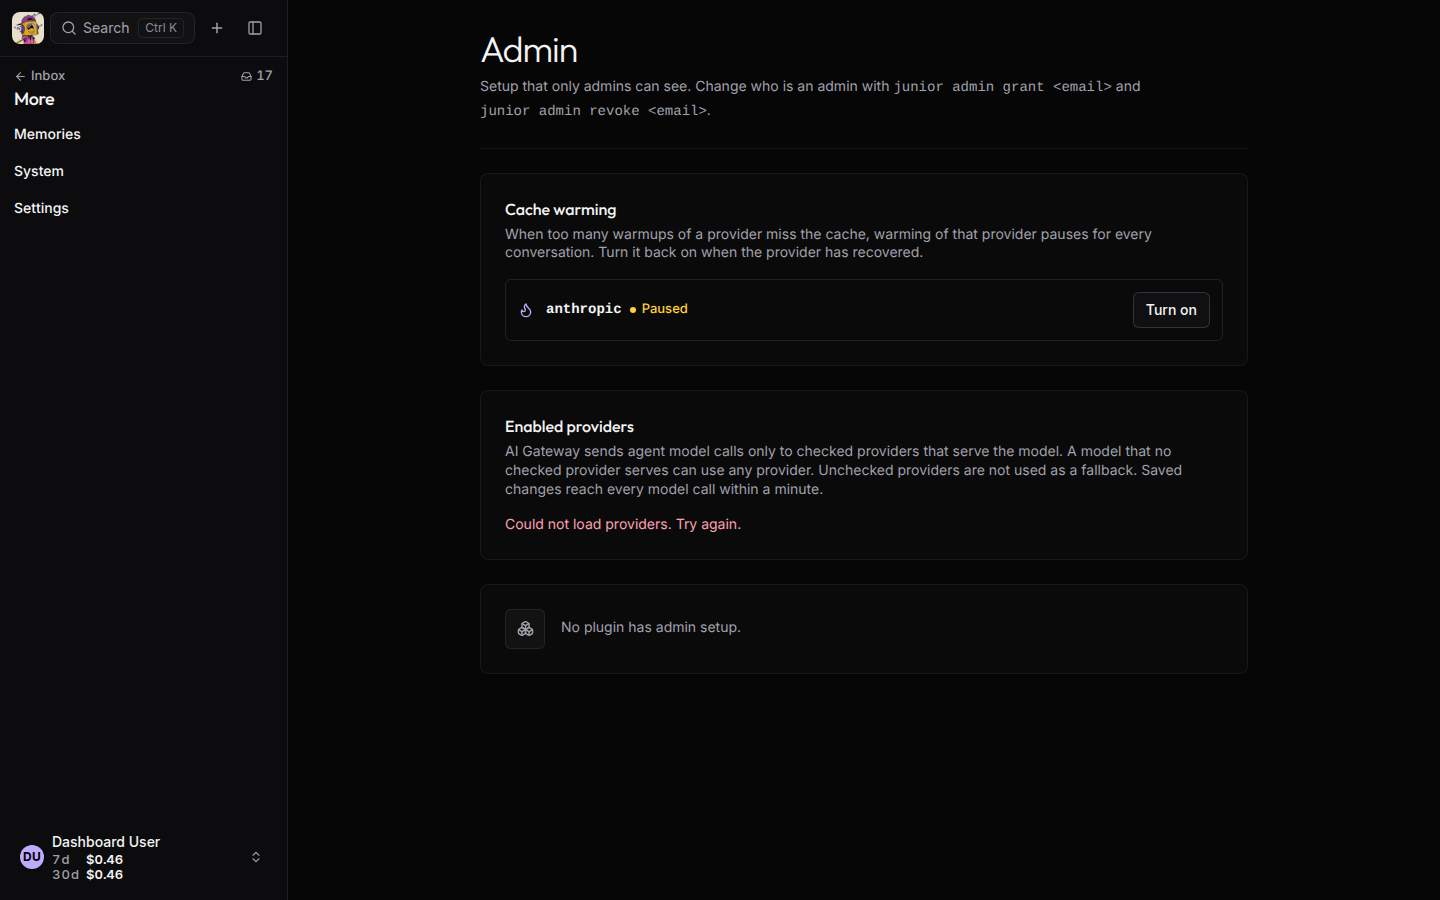 Search Ctrl K
Inbox 17
More
Memories
System
Settings
Dashboard User
DU
7d $0.46
30d $0.46
Admin
Setup that only admins can see. Change who is an admin with junior admin grant <email> and
junior admin revoke <email>.
Cache warming
When too many warmups of a provider miss the cache, warming of that provider pauses for every
conversation. Turn it back on when the provider has recovered.
anthropic Paused Turn on
Enabled providers
AI Gateway sends agent model calls only to checked providers that serve the model. A model that no
checked provider serves can use any provider. Unchecked providers are not used as a fallback. Saved
changes reach every model call within a minute.
Could not load providers. Try again.
No plugin has admin setup.